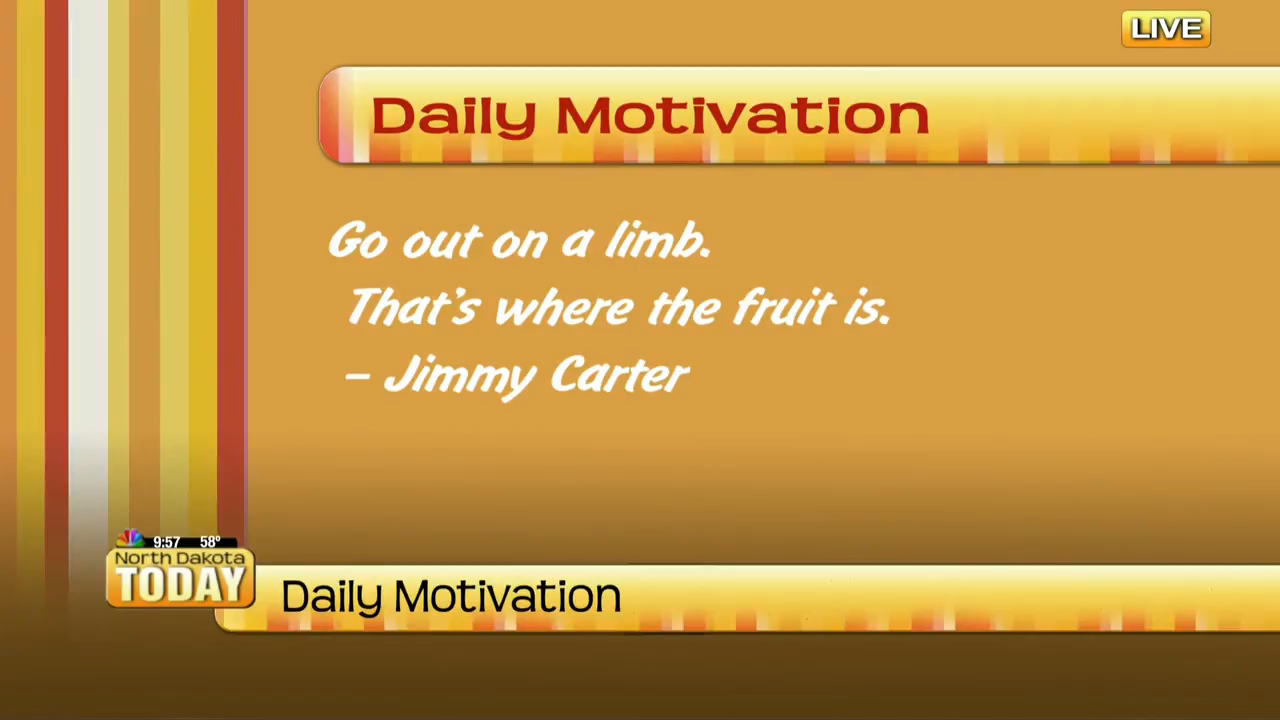 LIVE
Daily Motivation
Go out on a limb.
That's where the fruit is.
– Jimmy Carter
9:57 58°
North Dakota
TODAY
Daily Motivation